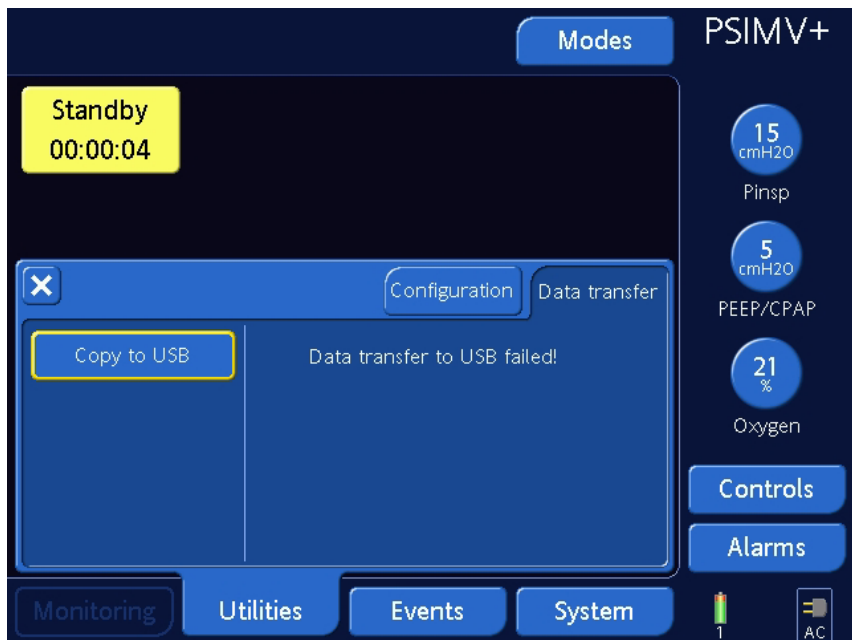 Modes
PSIMV+
Standby
00:00:04
15
cmH2O
Pinsp
5
cmH2O
PEEP/CPAP
21
%
Oxygen
Configuration
Data transfer
Copy to USB
Data transfer to USB failed!
Controls
Alarms
Monitoring
Utilities
Events
System
1
AC